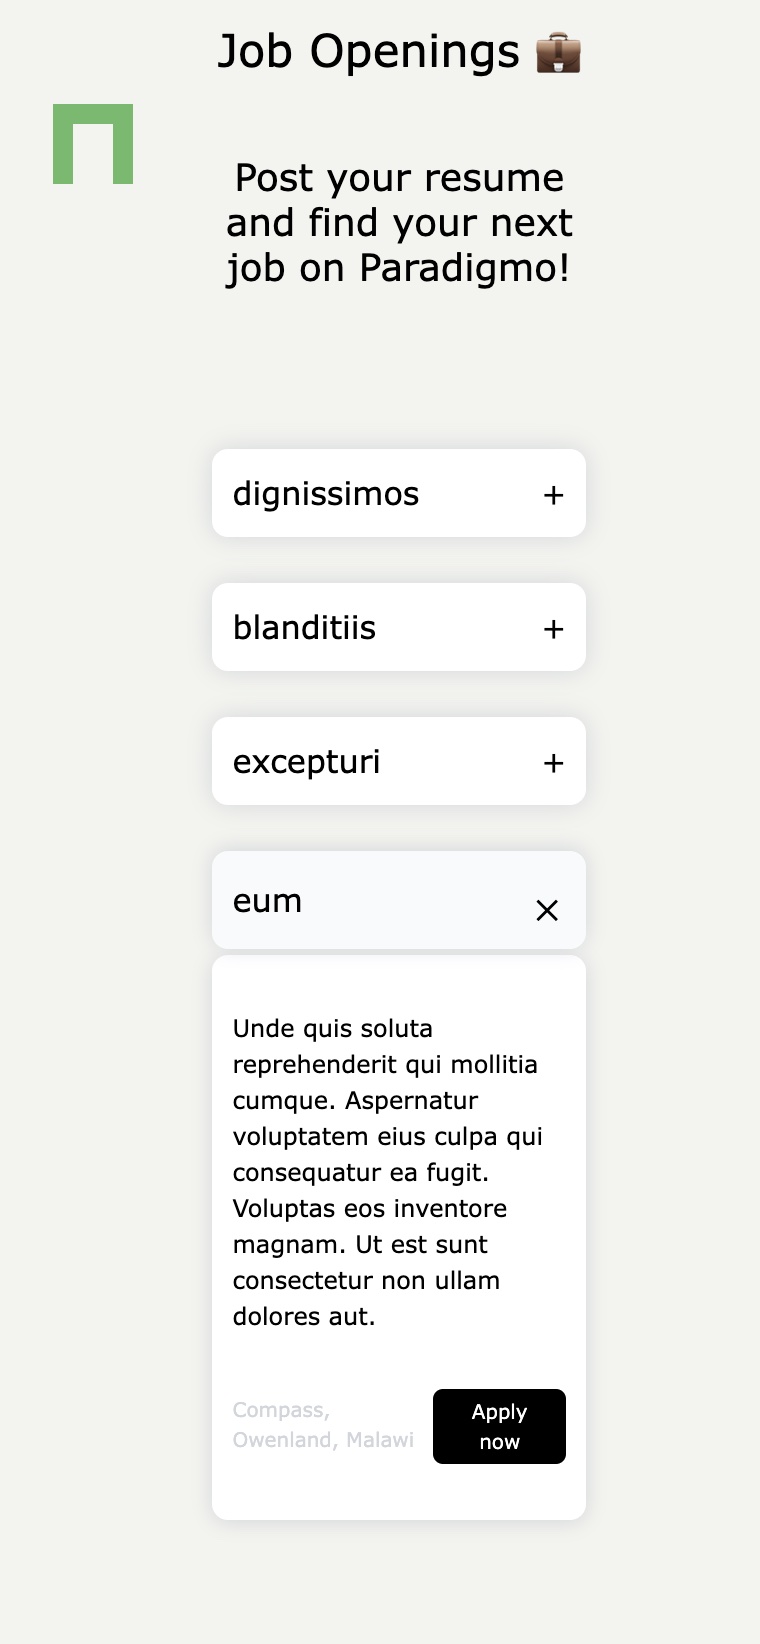 Job Openings 💼
Post your resume
and find your next
job on Paradigmo!
dignissimos +
blanditiis +
excepturi +
eum ×
Unde quis soluta
reprehenderit qui mollitia
cumque. Aspernatur
voluptatem eius culpa qui
consequatur ea fugit.
Voluptas eos inventore
magnam. Ut est sunt
consectetur non ullam
dolores aut.
Compass,
Owenland, Malawi
Apply
now